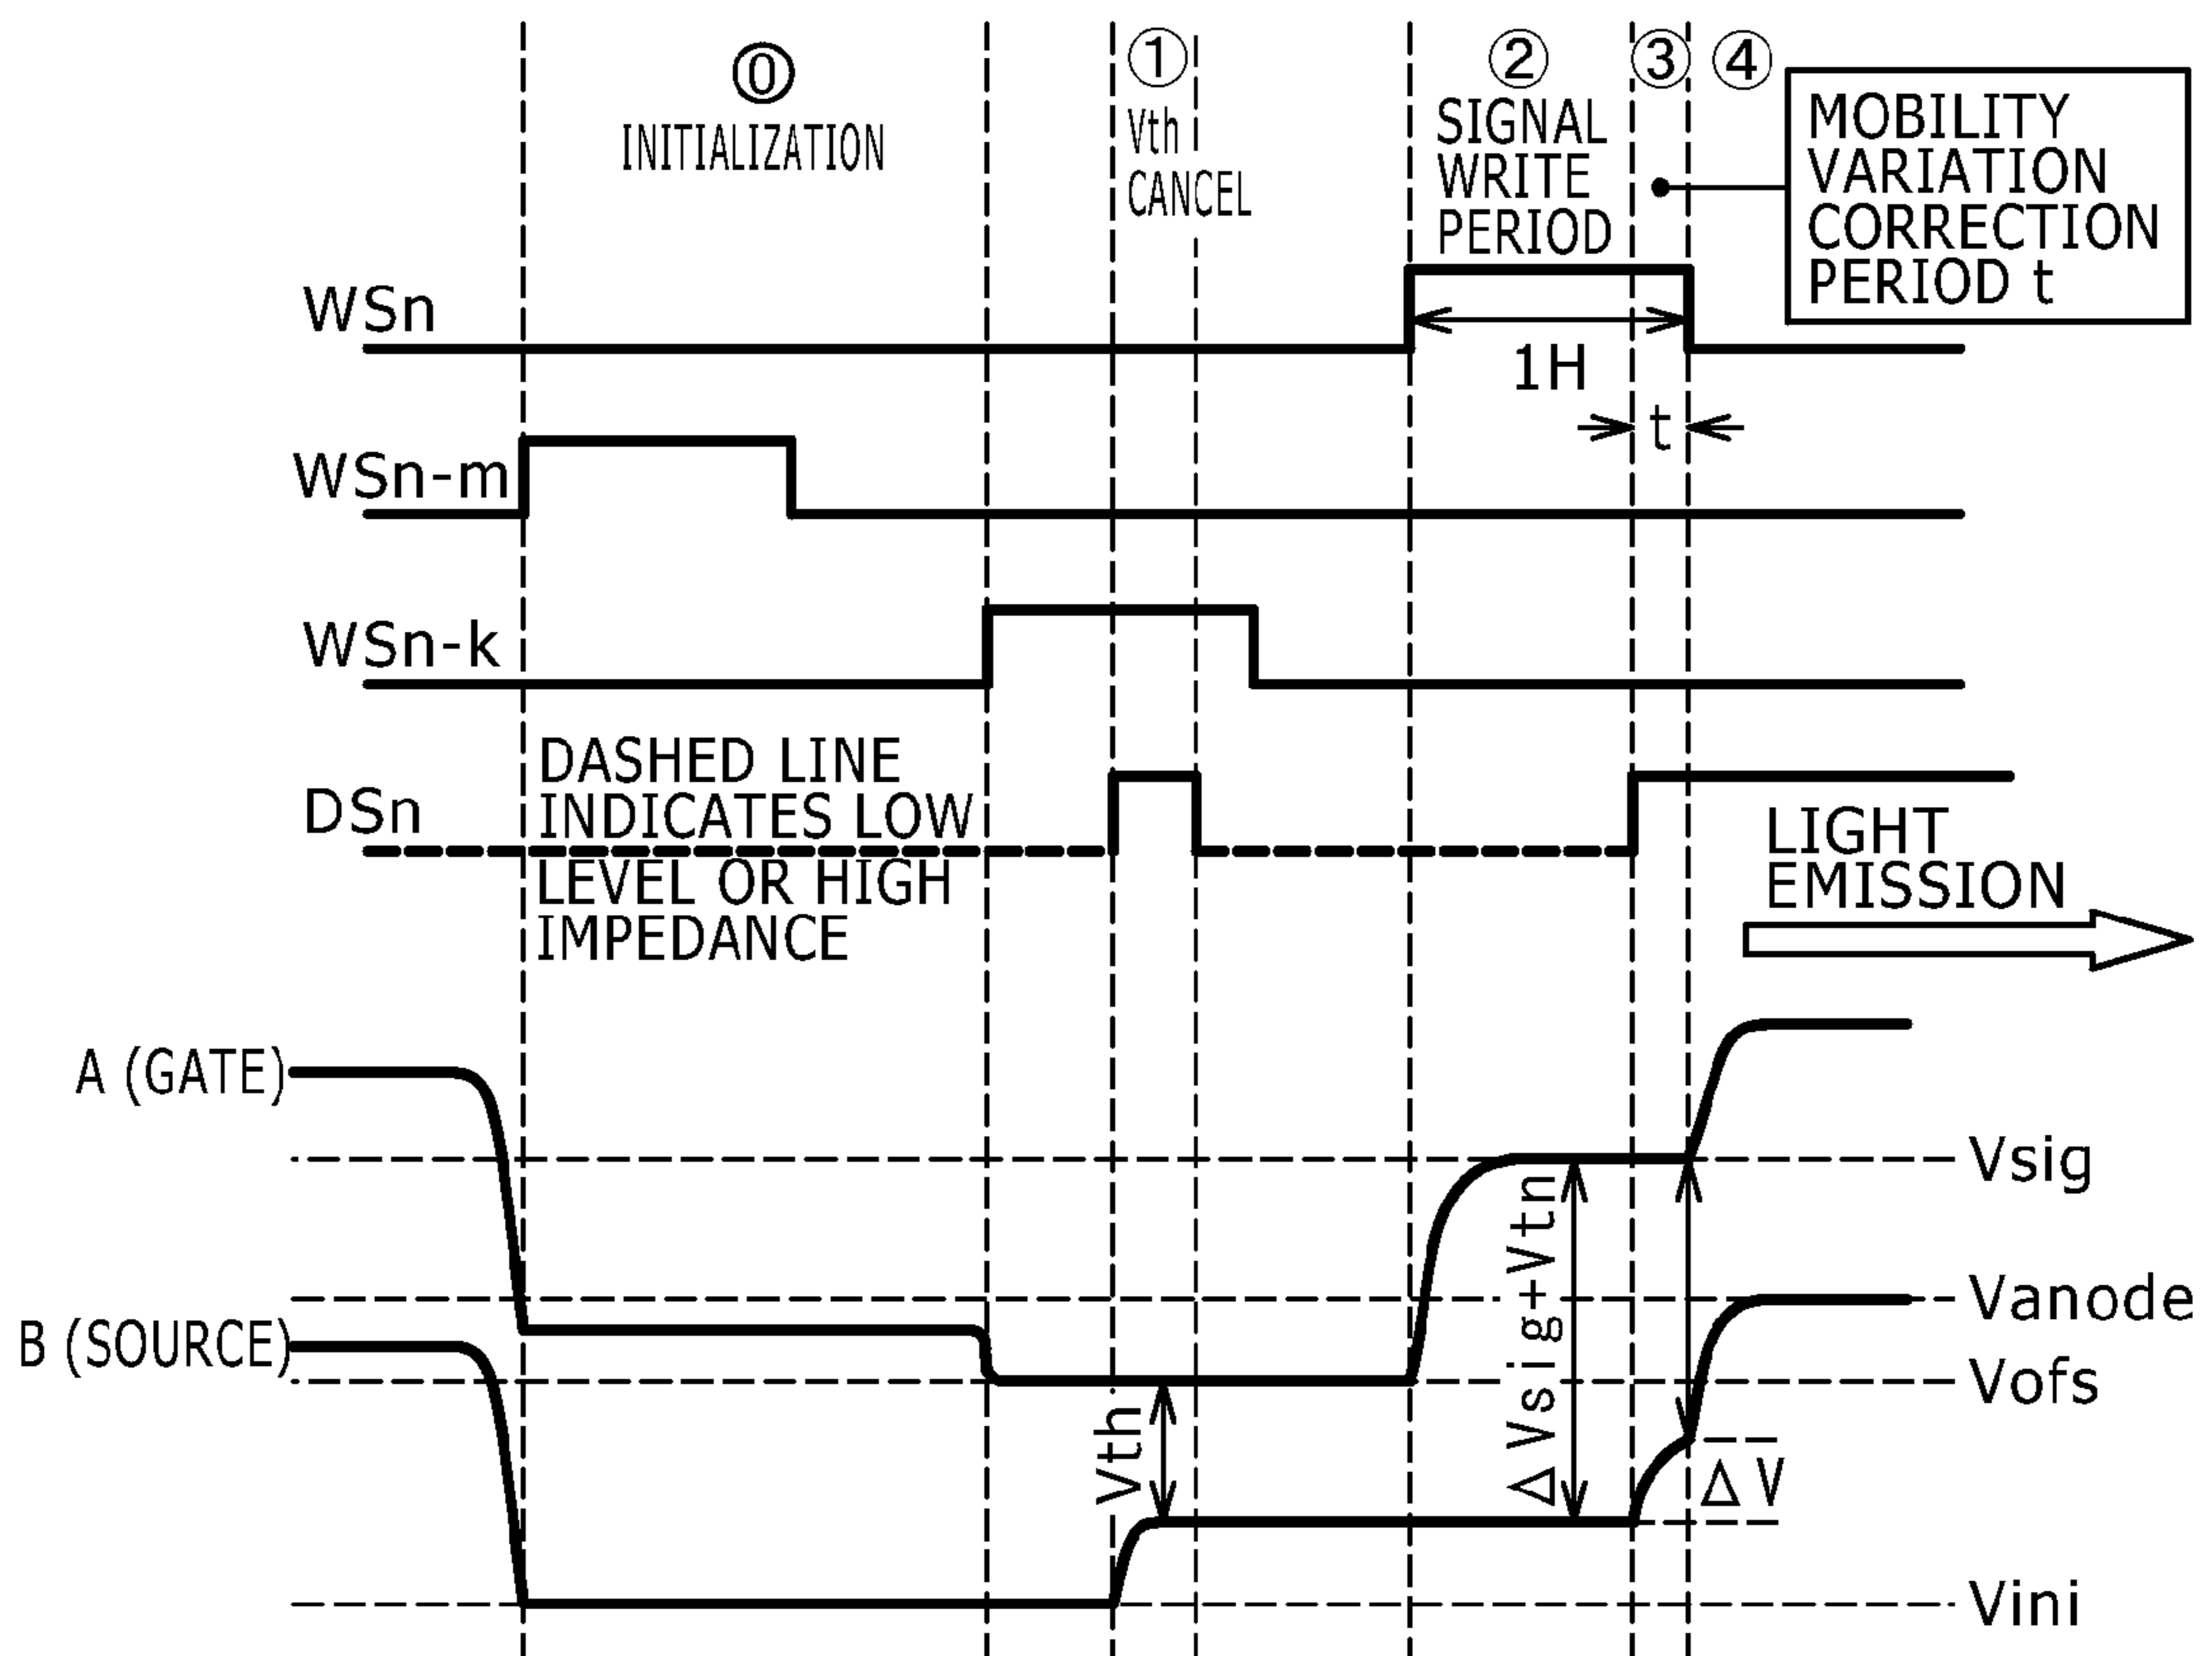 ⓪
INITIALIZATION
①
Vth
CANCEL
②
SIGNAL
WRITE
PERIOD
③
④
MOBILITY
VARIATION
CORRECTION
PERIOD t
WSn
1H
t
WSn-m
WSn-k
DSn
DASHED LINE
INDICATES LOW
LEVEL OR HIGH
IMPEDANCE
LIGHT
EMISSION
A (GATE)
B (SOURCE)
Vth
ΔVsig+Vtn
ΔV
Vsig
Vanode
Vofs
Vini